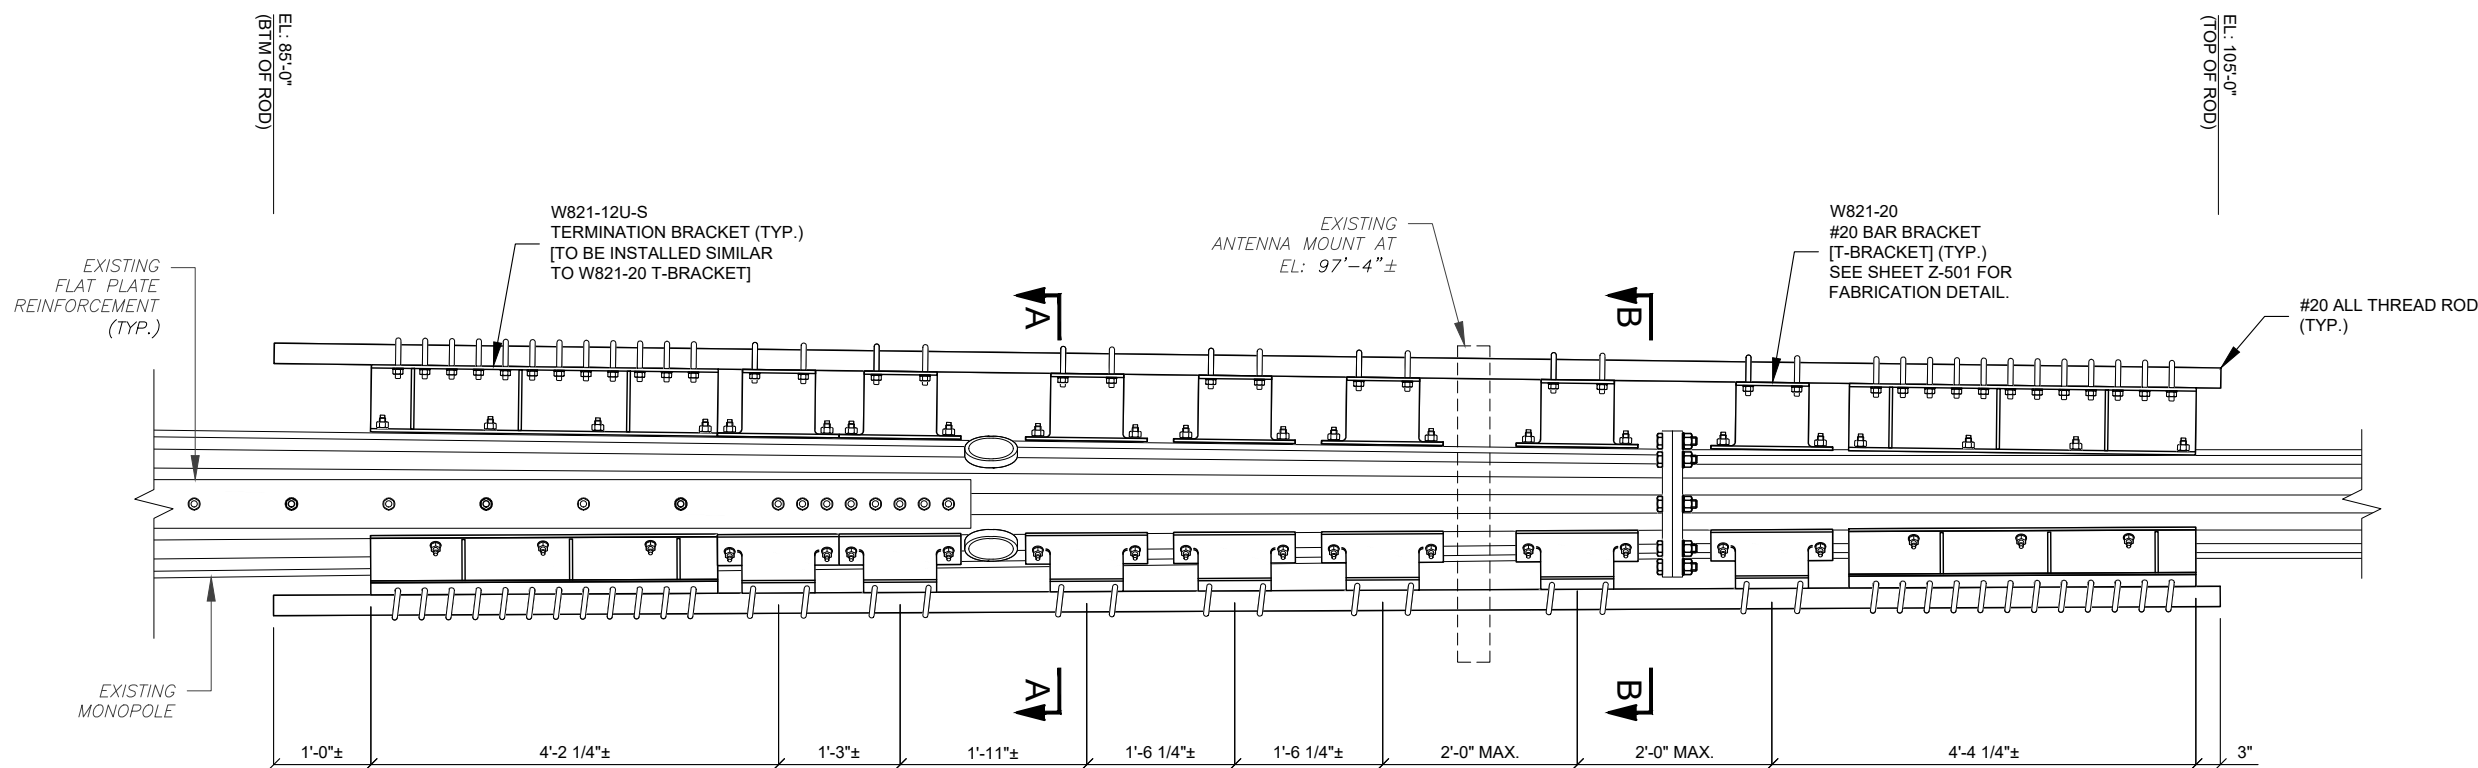 EL: 85'-0"
(BTM OF ROD)
EL: 105'-0"
(TOP OF ROD)
W821-12U-S
TERMINATION BRACKET (TYP.)
[TO BE INSTALLED SIMILAR
TO W821-20 T-BRACKET]
EXISTING
ANTENNA MOUNT AT
EL: 97'-4"±
W821-20
#20 BAR BRACKET
[T-BRACKET] (TYP.)
SEE SHEET Z-501 FOR
FABRICATION DETAIL.
EXISTING
FLAT PLATE
REINFORCEMENT
(TYP.)
#20 ALL THREAD ROD
(TYP.)
A
B
EXISTING
MONOPOLE
A
B
1'-0"±
4'-2 1/4"±
1'-3"±
1'-11"±
1'-6 1/4"±
1'-6 1/4"±
2'-0" MAX.
2'-0" MAX.
4'-4 1/4"±
3"